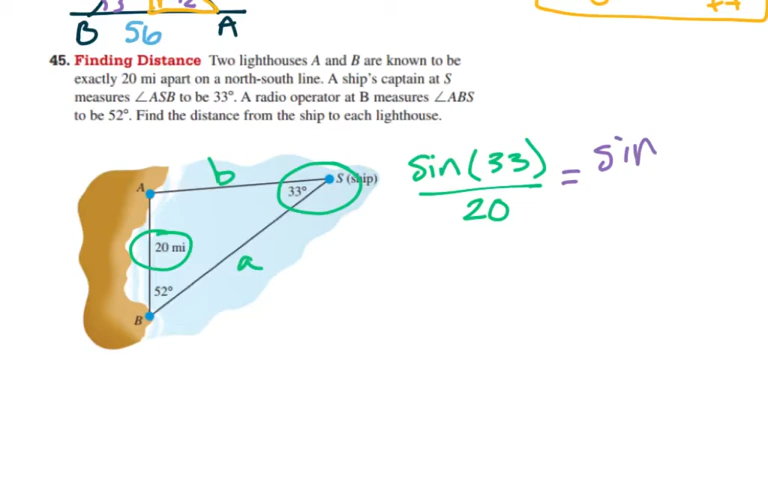 B 56 A
45. Finding Distance Two lighthouses A and B are known to be
exactly 20 mi apart on a north-south line. A ship's captain at S
measures ∠ASB to be 33°. A radio operator at B measures ∠ABS
to be 52°. Find the distance from the ship to each lighthouse.
sin(33) = sin
20
b
A
S (ship)
33°
20 mi
a
52°
B